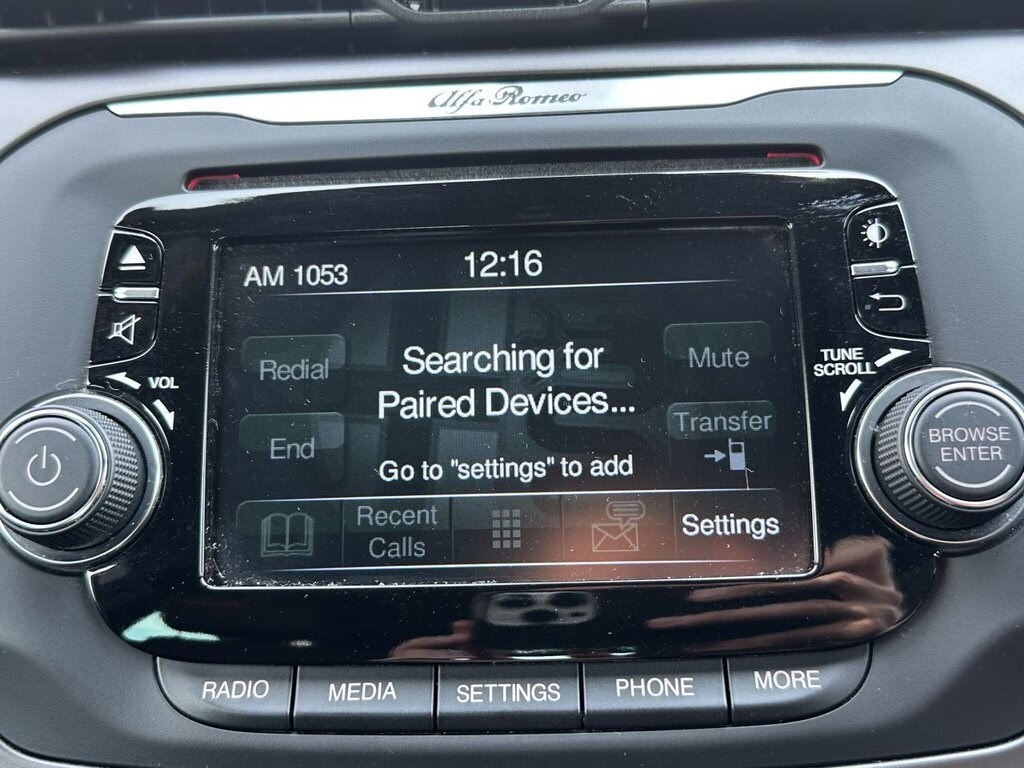 Alfa Romeo
AM 1053
12:16
Redial
Searching for
Paired Devices...
Mute
End
Go to "settings" to add
Transfer
Recent
Calls
Settings
VOL
TUNE
SCROLL
BROWSE
ENTER
RADIO
MEDIA
SETTINGS
PHONE
MORE